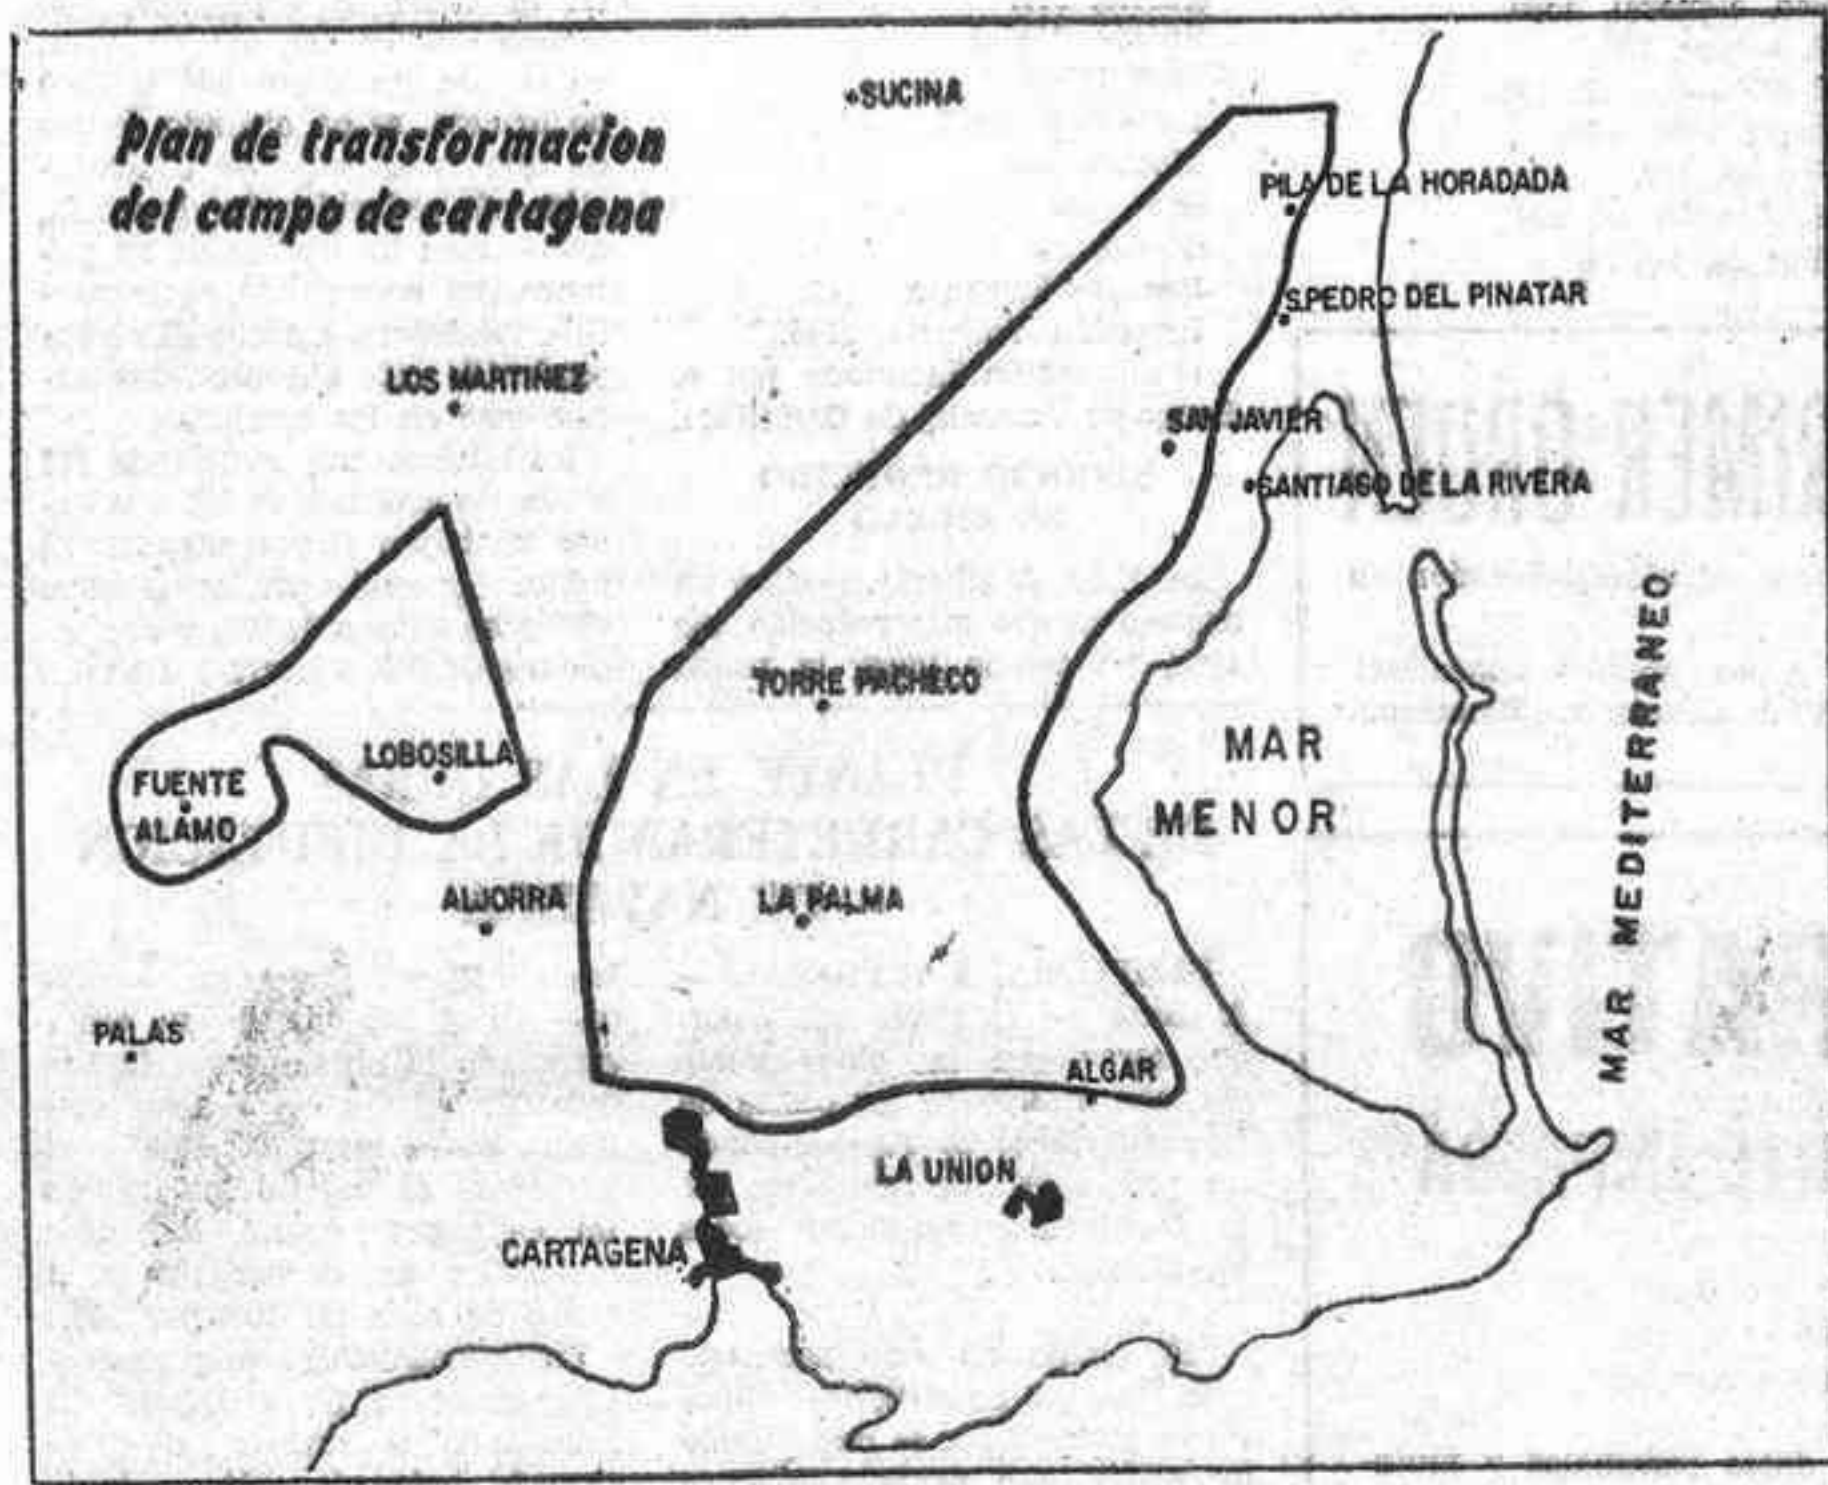 Plan de transformacion
del campo de cartagena
SUCINA
PILA DE LA HORADADA
S.PEDRO DEL PINATAR
LOS MARTIÑEZ
SAN JAVIER
SANTIAGO DE LA RIVERA
TORRE PACHECO
LOBOSILLA
FUENTE
ALAMO
MAR
MENOR
MAR MEDITERRANEO
ALJORRA
LA PALMA
PALAS
ALGAR
LA UNION
CARTAGENA